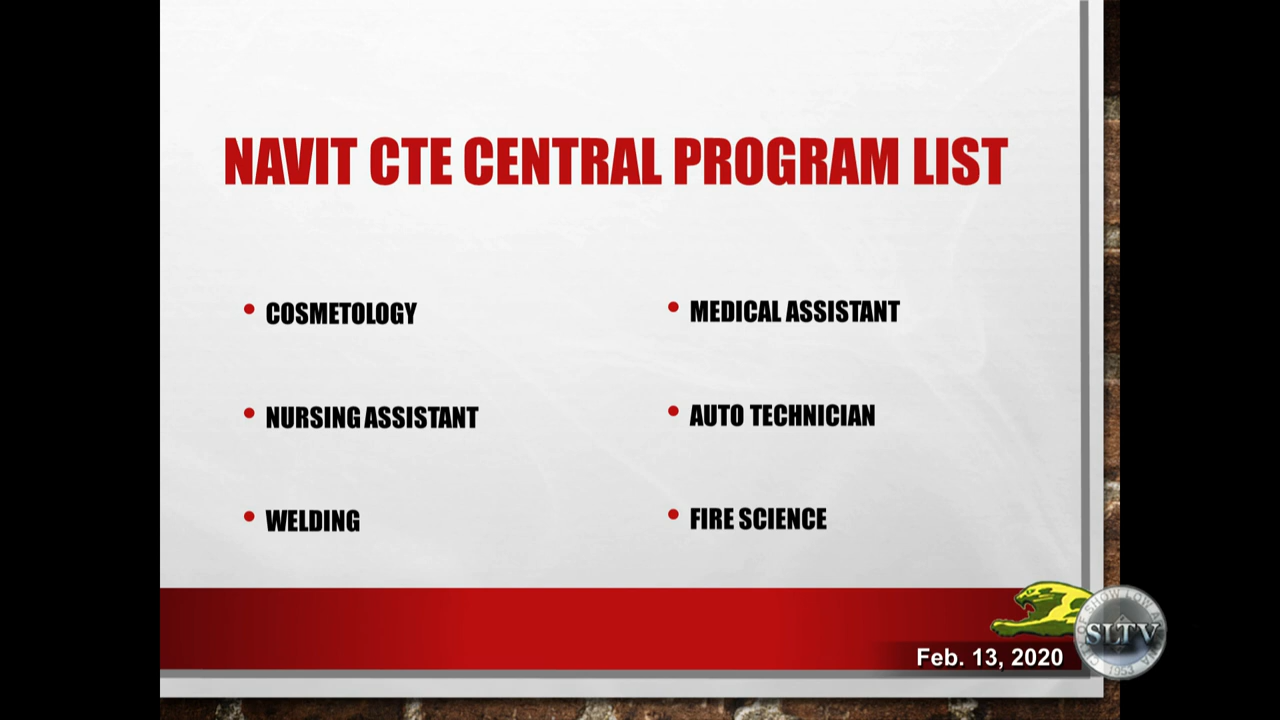 NAVIT CTE CENTRAL PROGRAM LIST
• COSMETOLOGY
• NURSING ASSISTANT
• WELDING
• MEDICAL ASSISTANT
• AUTO TECHNICIAN
• FIRE SCIENCE
Feb. 13, 2020
SLTV
1953